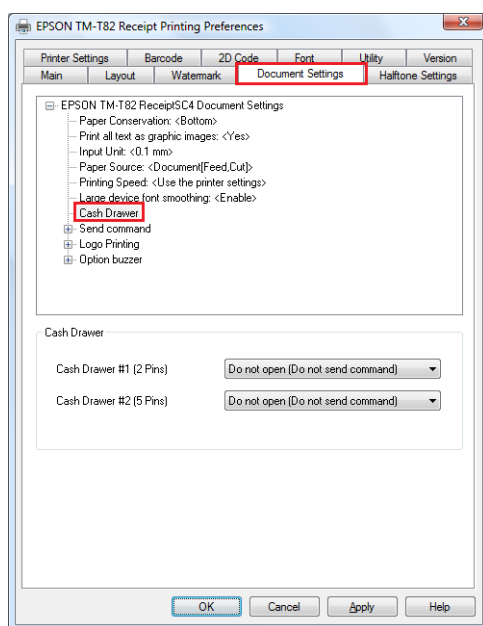 EPSON TM-T82 Receipt Printing Preferences
Printer Settings Barcode 2D Code Font Utility Version
Main Layout Watermark Document Settings Halftone Settings
EPSON TM-T82 ReceiptSC4 Document Settings
Paper Conservation: <Bottom>
Print all text as graphic images: <Yes>
Input Unit: <0.1 mm>
Paper Source: <Document[Feed,Cut]>
Printing Speed: <Use the printer settings>
Large device font smoothing: <Enable>
Cash Drawer
Send command
Logo Printing
Option buzzer
Cash Drawer
Cash Drawer #1 (2 Pins) Do not open (Do not send command)
Cash Drawer #2 (5 Pins) Do not open (Do not send command)
OK Cancel Apply Help